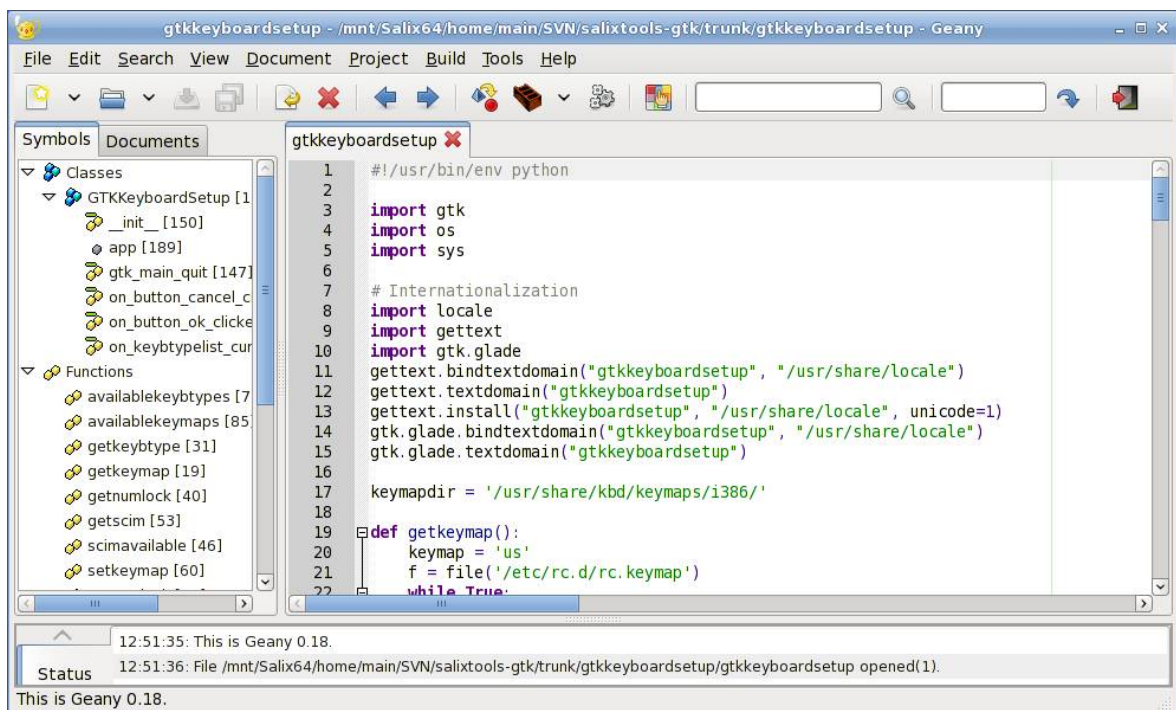 gtkkeyboardsetup - /mnt/Salix64/home/main/SVN/salixtools-gtk/trunk/gtkkeyboardsetup - Geany
File Edit Search View Document Project Build Tools Help
Symbols Documents
Classes
GTKKeyboardSetup [1
__init__ [150]
app [189]
gtk_main_quit [147]
on_button_cancel_c
on_button_ok_clicke
on_keybtypelist_cur
Functions
availablekeybtypes [7
availablekeymaps [85]
getkeybtype [31]
getkeymap [19]
getnumlock [40]
getscim [53]
scimavailable [46]
setkeymap [60]
gtkkeyboardsetup
1 #!/usr/bin/env python
2
3 import gtk
4 import os
5 import sys
6
7 # Internationalization
8 import locale
9 import gettext
10 import gtk.glade
11 gettext.bindtextdomain("gtkkeyboardsetup", "/usr/share/locale")
12 gettext.textdomain("gtkkeyboardsetup")
13 gettext.install("gtkkeyboardsetup", "/usr/share/locale", unicode=1)
14 gtk.glade.bindtextdomain("gtkkeyboardsetup", "/usr/share/locale")
15 gtk.glade.textdomain("gtkkeyboardsetup")
16
17 keymapdir = '/usr/share/kbd/keymaps/i386/'
18
19 def getkeymap():
20 keymap = 'us'
21 f = file('/etc/rc.d/rc.keymap')
22 while True:
Status
12:51:35: This is Geany 0.18.
12:51:36: File /mnt/Salix64/home/main/SVN/salixtools-gtk/trunk/gtkkeyboardsetup/gtkkeyboardsetup opened(1).
This is Geany 0.18.